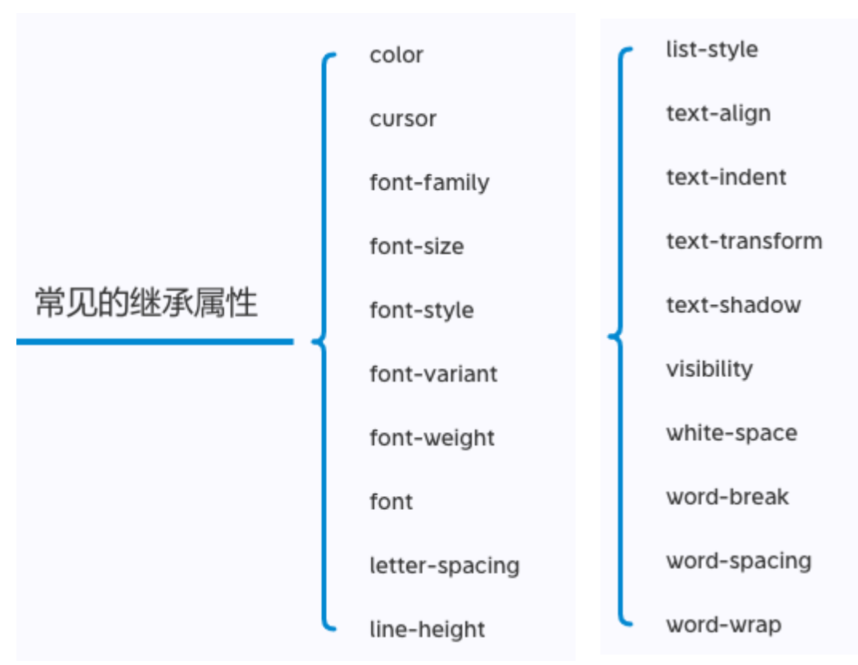 常见的继承属性
color
cursor
font-family
font-size
font-style
font-variant
font-weight
font
letter-spacing
line-height
list-style
text-align
text-indent
text-transform
text-shadow
visibility
white-space
word-break
word-spacing
word-wrap